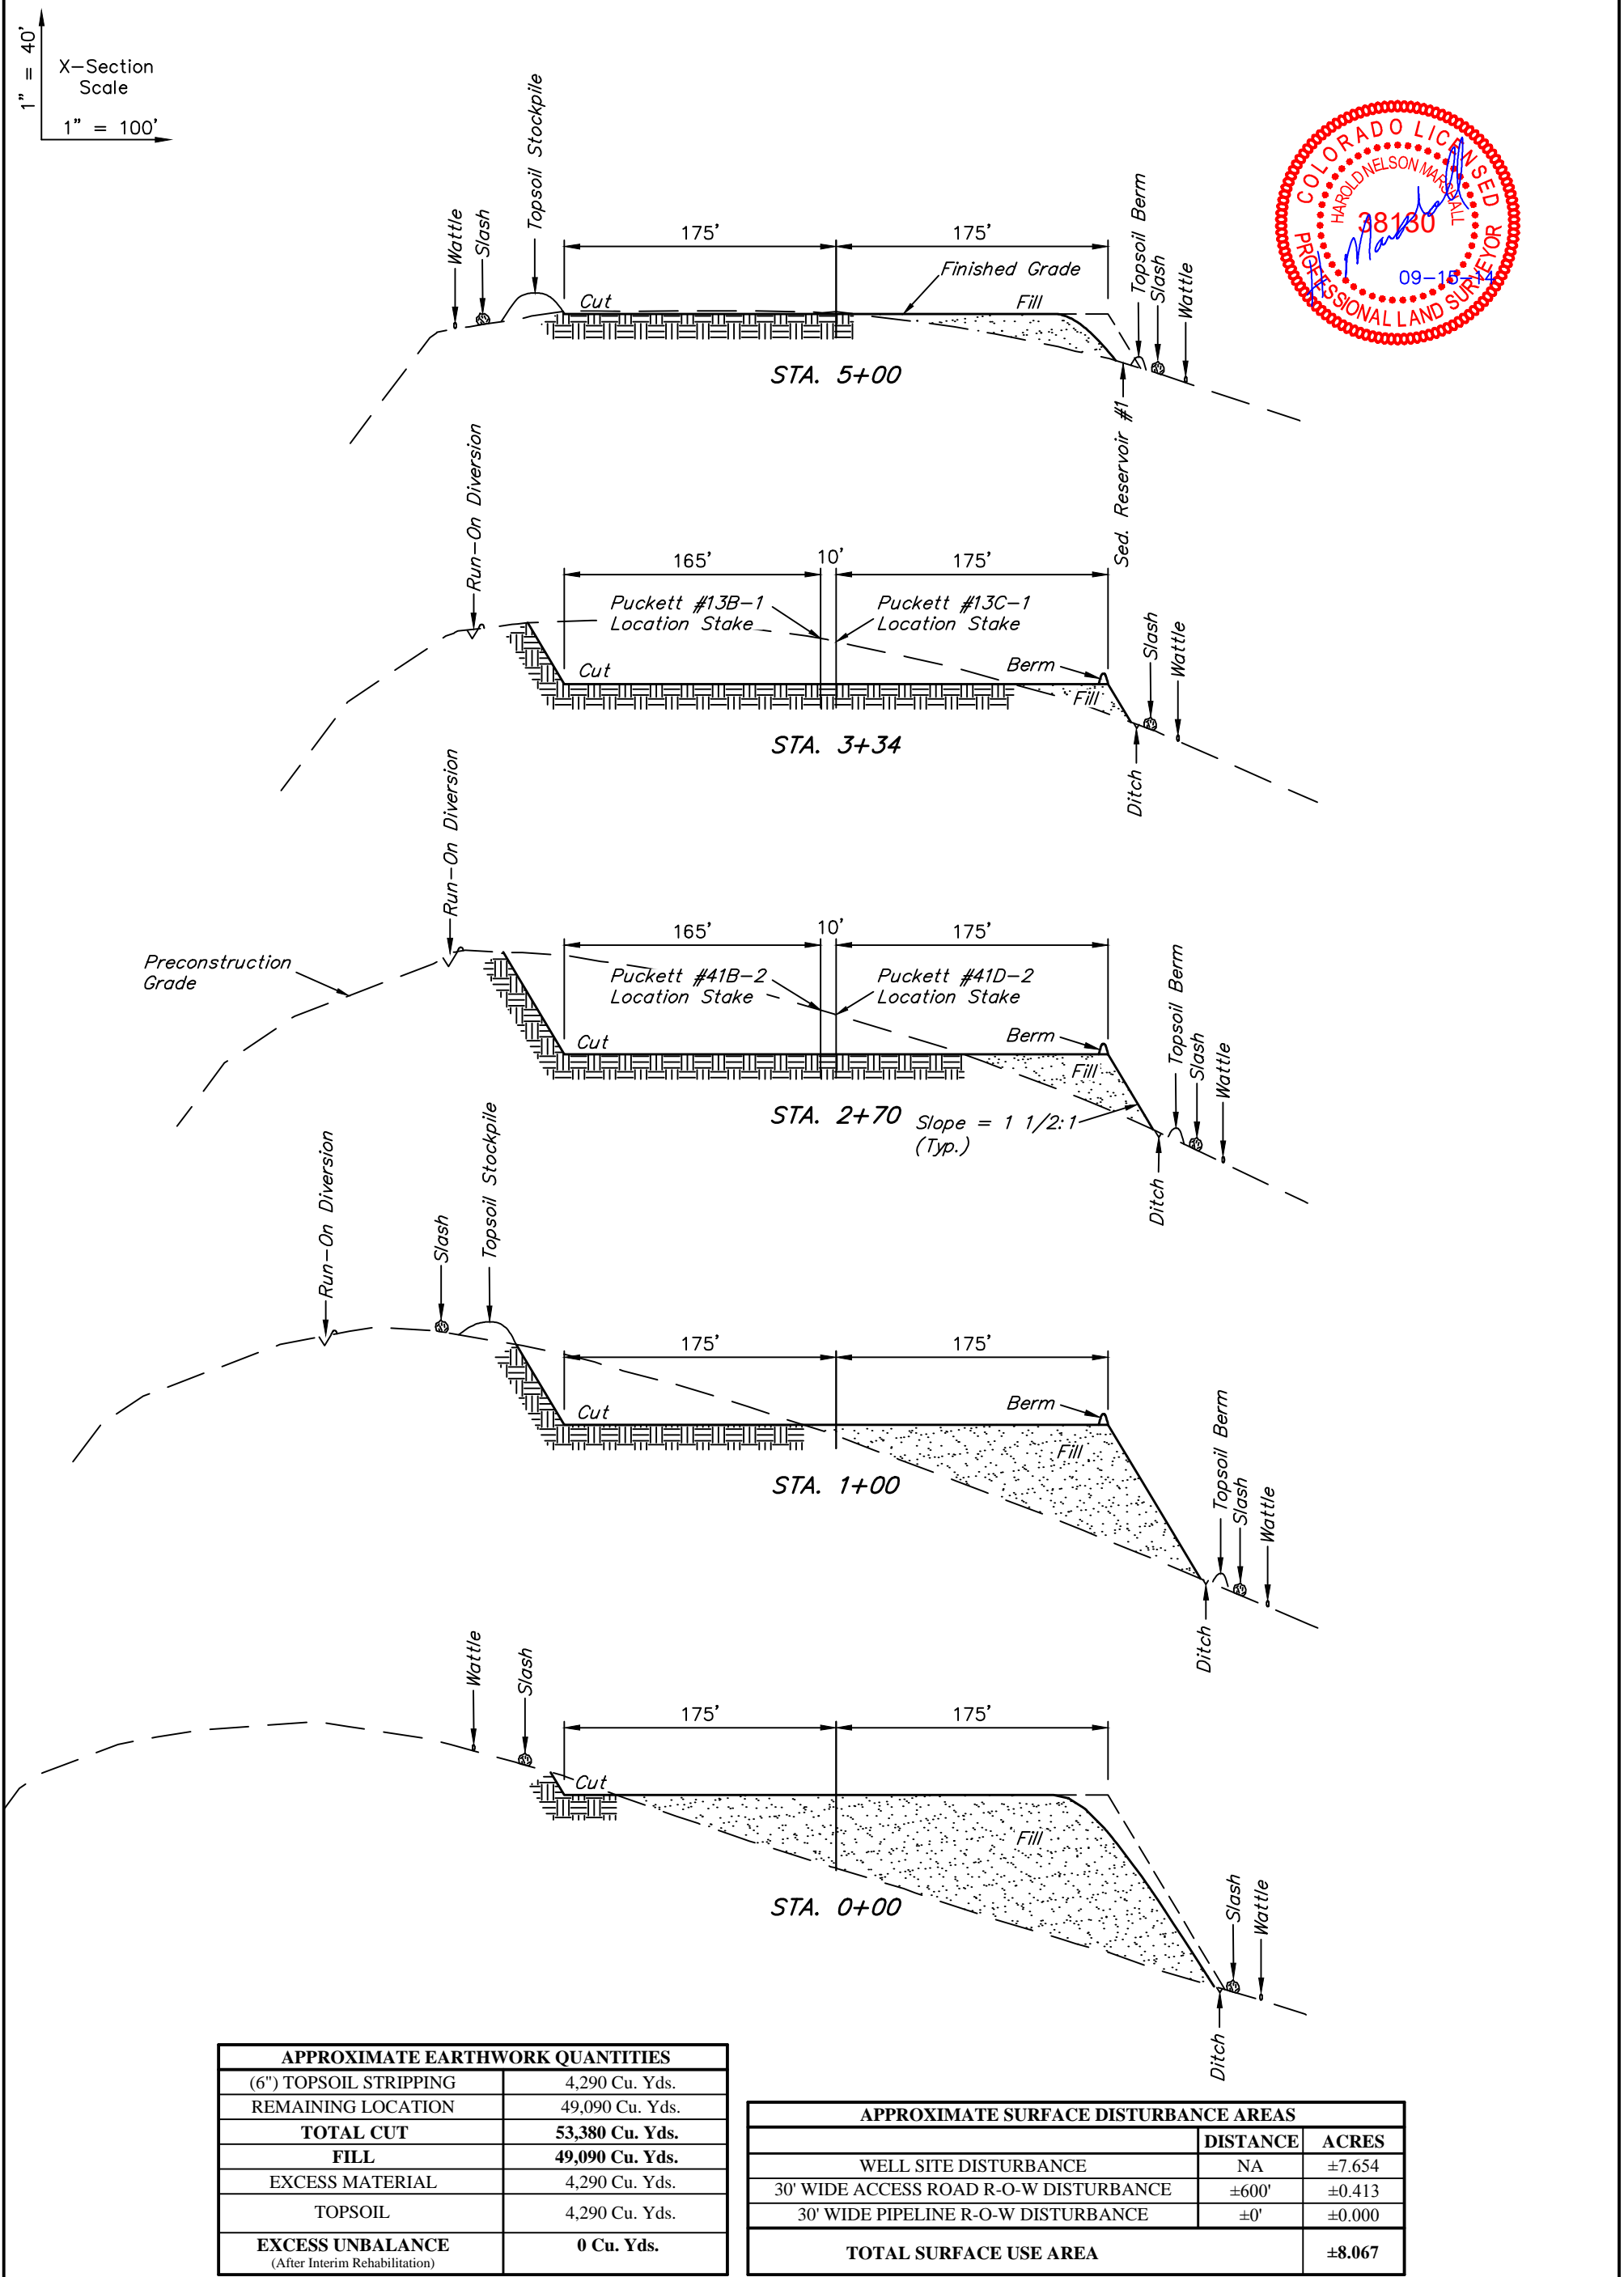 1" = 40'
X-Section
Scale
1" = 100'
COLORADO LICENSED
PROFESSIONAL LAND SURVEYOR
HAROLD NELSON MARSHALL
38130
09-15-14
Wattle
Slash
Topsoil Stockpile
175'
175'
Topsoil Berm
Slash
Wattle
Finished Grade
Cut
Fill
STA. 5+00
Sed. Reservoir #1
Run-On Diversion
165'
10'
175'
Puckett #13B-1
Location Stake
Puckett #13C-1
Location Stake
Cut
Berm
Fill
Slash
Wattle
STA. 3+34
Ditch
Run-On Diversion
Preconstruction
Grade
165'
10'
175'
Puckett #41B-2
Location Stake
Puckett #41D-2
Location Stake
Cut
Berm
Fill
Topsoil Berm
Slash
Wattle
STA. 2+70
Slope = 1 1/2:1
(Typ.)
Ditch
Run-On Diversion
Slash
Topsoil Stockpile
175'
175'
Cut
Berm
Fill
Topsoil Berm
Slash
Wattle
STA. 1+00
Ditch
Wattle
Slash
175'
175'
Cut
Fill
Slash
Wattle
STA. 0+00
Ditch
APPROXIMATE EARTHWORK QUANTITIES
(6") TOPSOIL STRIPPING 4,290 Cu. Yds.
REMAINING LOCATION 49,090 Cu. Yds.
TOTAL CUT 53,380 Cu. Yds.
FILL 49,090 Cu. Yds.
EXCESS MATERIAL 4,290 Cu. Yds.
TOPSOIL 4,290 Cu. Yds.
EXCESS UNBALANCE 0 Cu. Yds.
(After Interim Rehabilitation)
APPROXIMATE SURFACE DISTURBANCE AREAS
DISTANCE ACRES
WELL SITE DISTURBANCE NA ±7.654
30' WIDE ACCESS ROAD R-O-W DISTURBANCE ±600' ±0.413
30' WIDE PIPELINE R-O-W DISTURBANCE ±0' ±0.000
TOTAL SURFACE USE AREA ±8.067